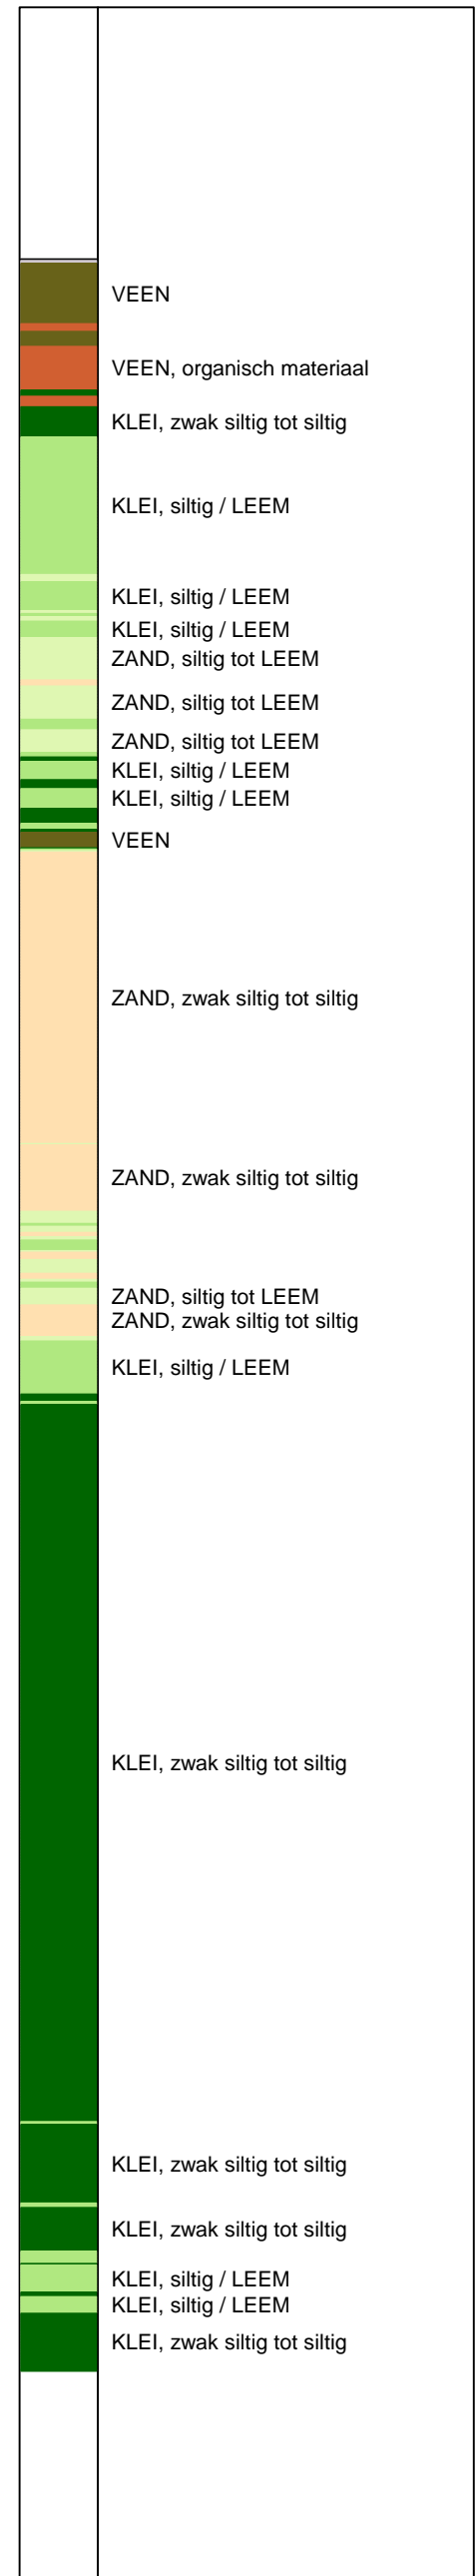 VEEN
VEEN, organisch materiaal
KLEI, zwak siltig tot siltig
KLEI, siltig / LEEM
KLEI, siltig / LEEM
KLEI, siltig / LEEM
ZAND, siltig tot LEEM
ZAND, siltig tot LEEM
ZAND, siltig tot LEEM
KLEI, siltig / LEEM
KLEI, siltig / LEEM
VEEN
ZAND, zwak siltig tot siltig
ZAND, zwak siltig tot siltig
ZAND, siltig tot LEEM
ZAND, zwak siltig tot siltig
KLEI, siltig / LEEM
KLEI, zwak siltig tot siltig
KLEI, zwak siltig tot siltig
KLEI, zwak siltig tot siltig
KLEI, siltig / LEEM
KLEI, siltig / LEEM
KLEI, zwak siltig tot siltig